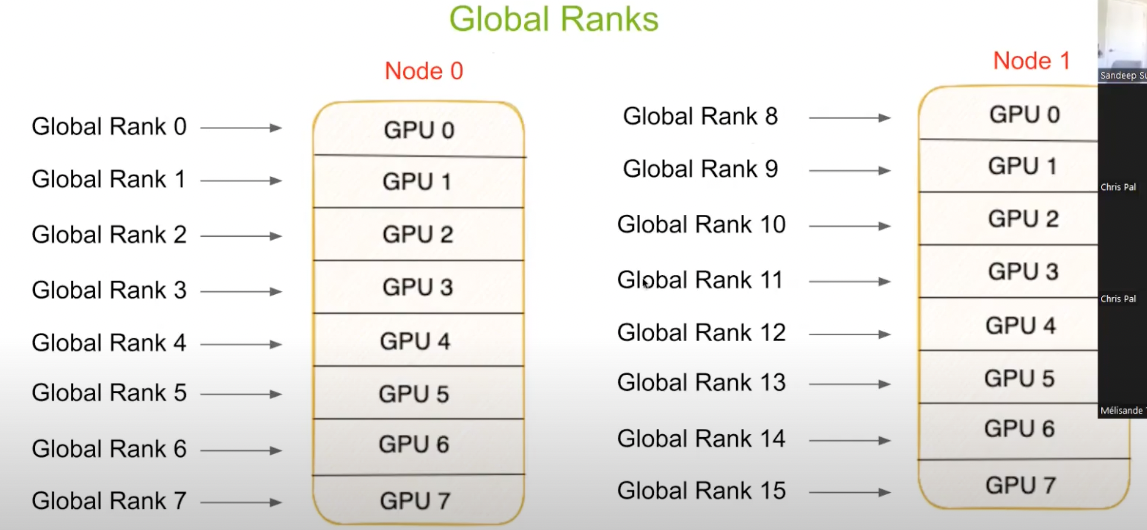 Global Ranks
Node 0
Global Rank 0
GPU 0
Global Rank 1
GPU 1
Global Rank 2
GPU 2
Global Rank 3
GPU 3
Global Rank 4
GPU 4
Global Rank 5
GPU 5
Global Rank 6
GPU 6
Global Rank 7
GPU 7
Node 1
Global Rank 8
GPU 0
Global Rank 9
GPU 1
Global Rank 10
GPU 2
Global Rank 11
GPU 3
Global Rank 12
GPU 4
Global Rank 13
GPU 5
Global Rank 14
GPU 6
Global Rank 15
GPU 7
Sandeep Su
Chris Pal
Chris Pal
Mélisande